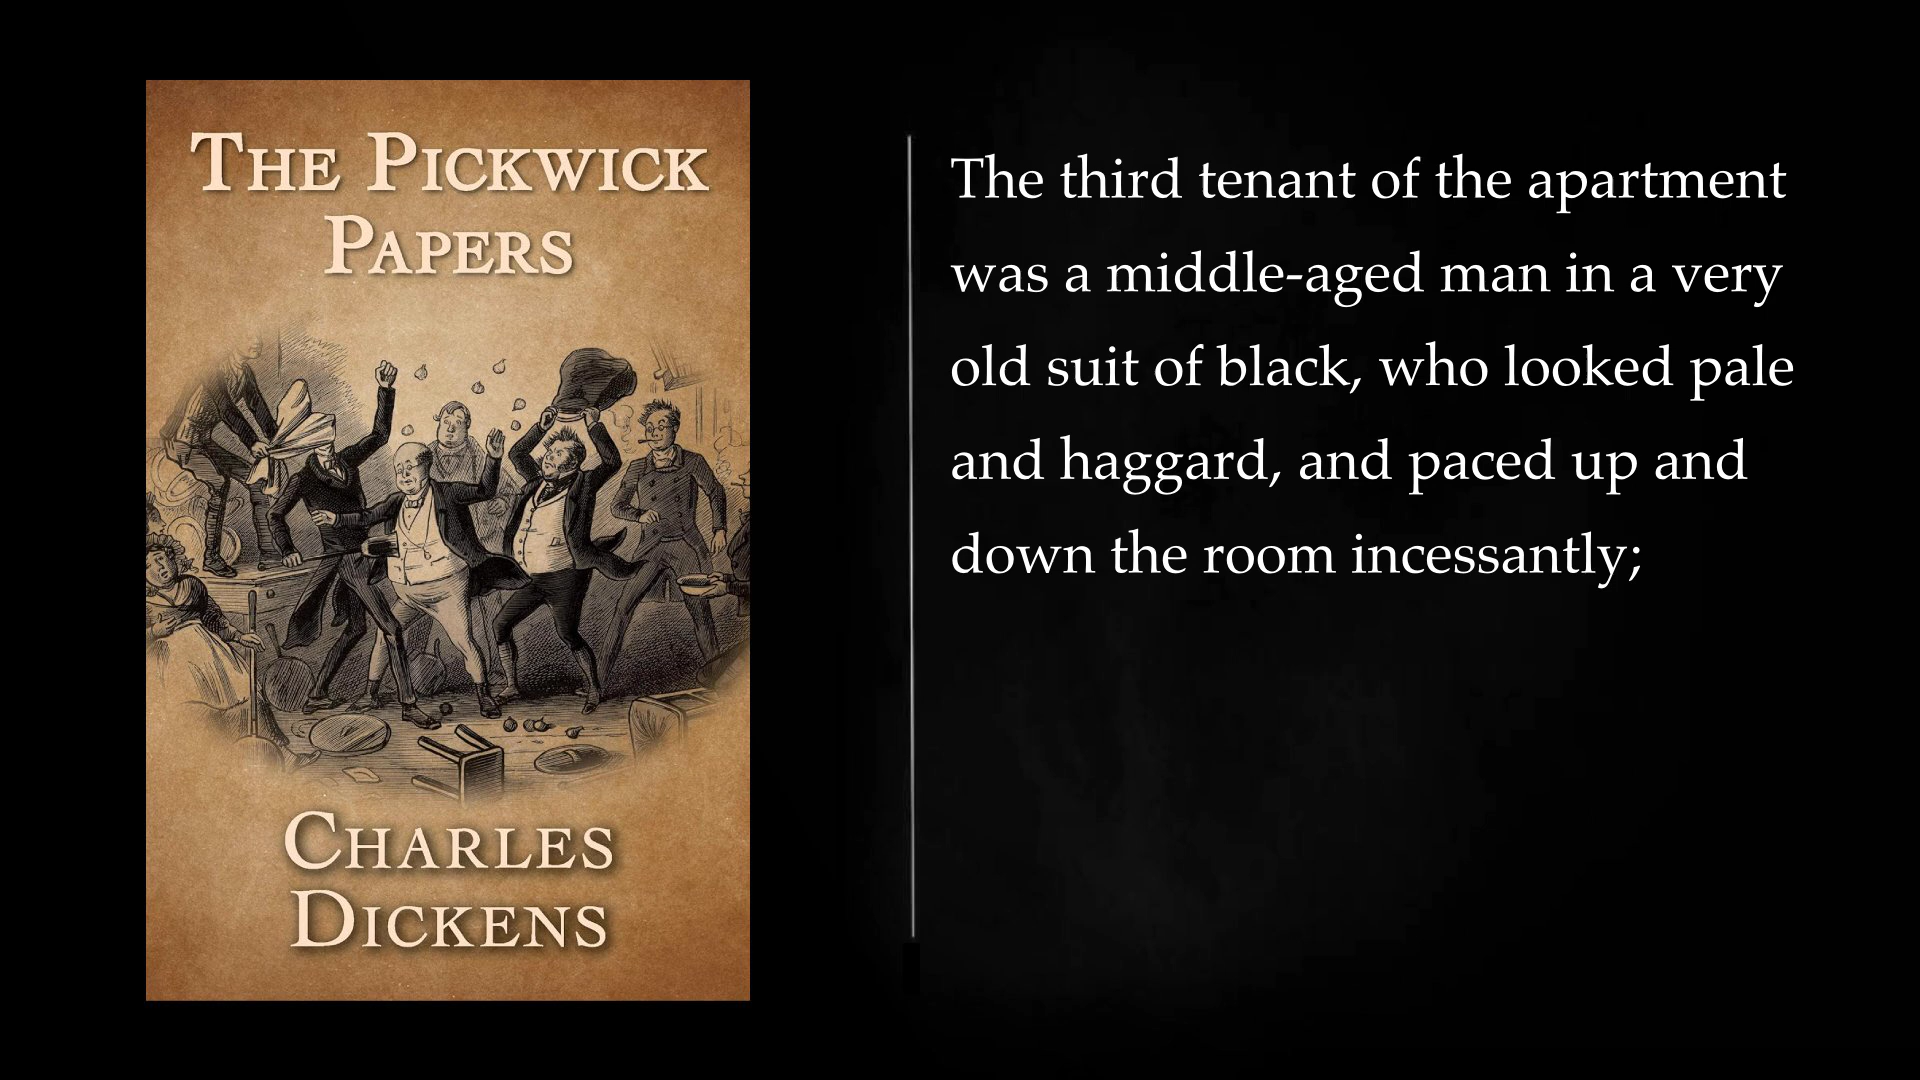 The Pickwick
Papers
Charles
Dickens
The third tenant of the apartment
was a middle-aged man in a very
old suit of black, who looked pale
and haggard, and paced up and
down the room incessantly;